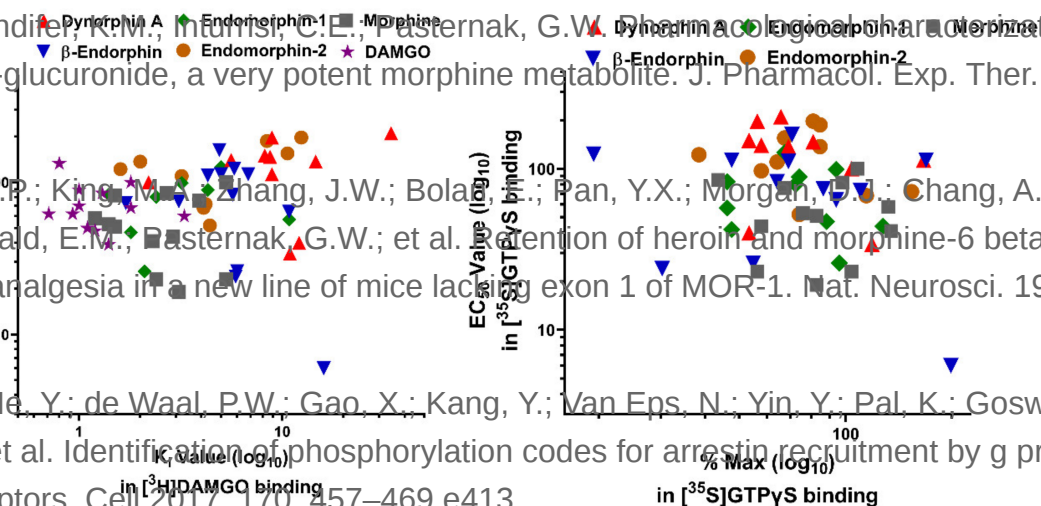 Dynorphin A Endomorphin-1 Morphine
β-Endorphin Endomorphin-2 DAMGO
Dynorphin A Endomorphin-1 Morphine
β-Endorphin Endomorphin-2
ndifer, K.M.; Inturrisi, C.E.; Pasternak, G.W. Pharmacological characterizat
-glucuronide, a very potent morphine metabolite. J. Pharmacol. Exp. Ther.
.P.; King, M.A.; Zhang, J.W.; Bolan, E.; Pan, Y.X.; Morgan, D.J.; Chang, A.
ald, E.M.; Pasternak, G.W.; et al. Retention of heroin and morphine-6 beta
analgesia in a new line of mice lacking exon 1 of MOR-1. Nat. Neurosci. 19
He, Y.; de Waal, P.W.; Gao, X.; Kang, Y.; Van Eps, N.; Yin, Y.; Pal, K.; Gosw
et al. Identification of phosphorylation codes for arrestin recruitment by g pr
ptors. Cell 2017, 170, 457–469 e413
1 10
Kᵢ Value (log₁₀)
in [³H]DAMGO binding
EC₅₀ Value (log₁₀)
in [³⁵S]GTPγS binding
100
10
100
% Max (log₁₀)
in [³⁵S]GTPγS binding